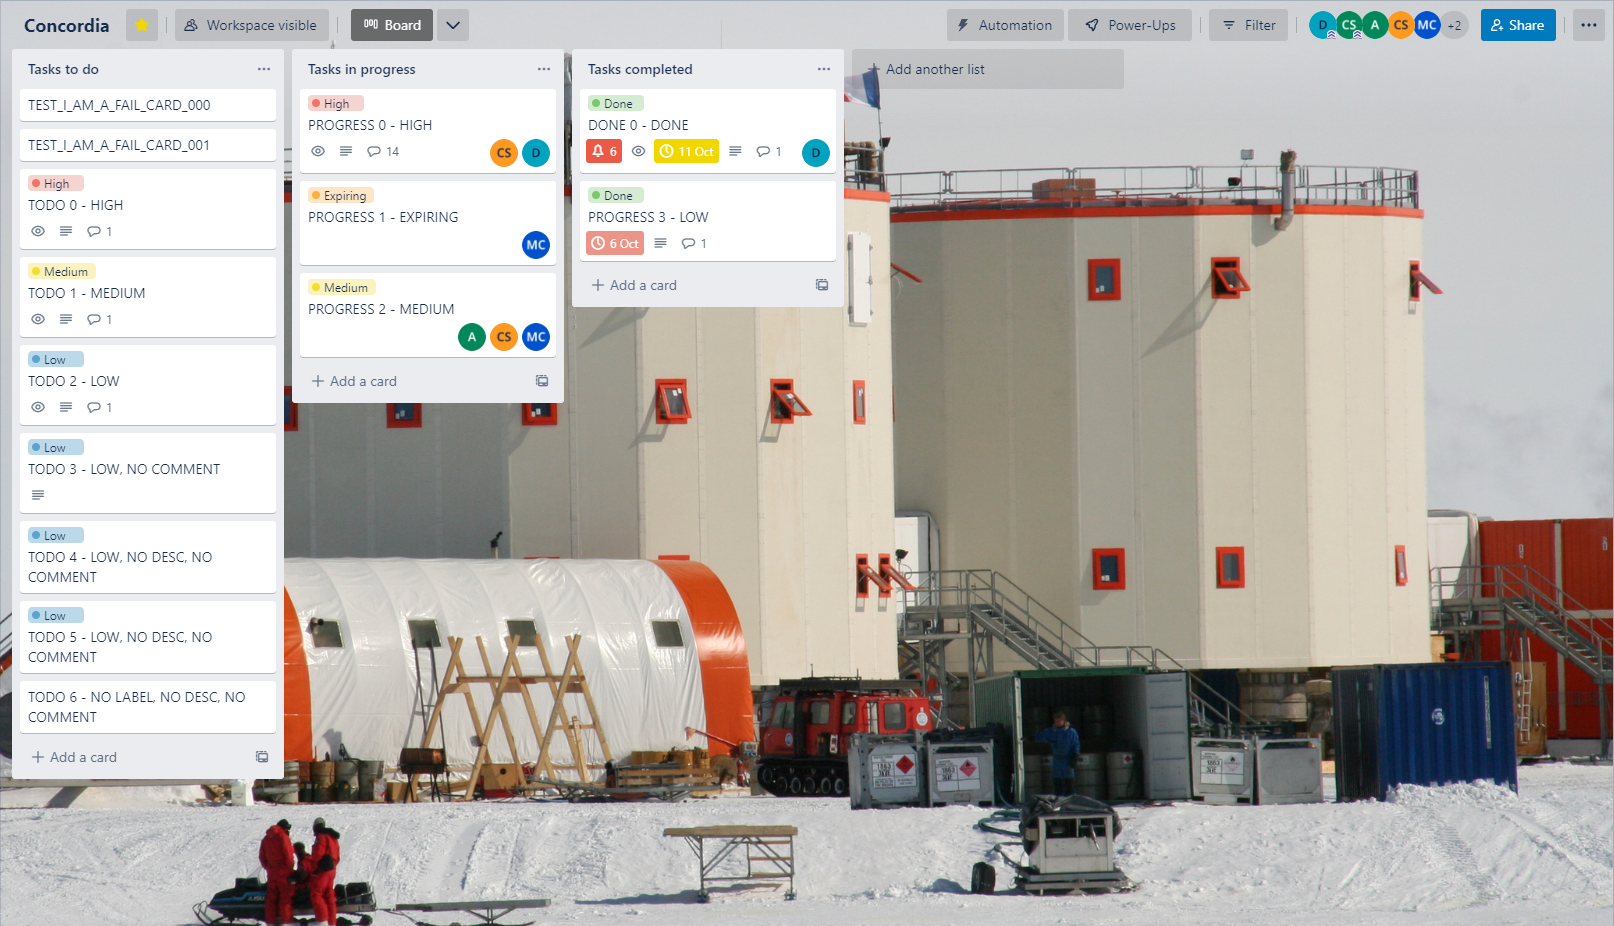 Concordia
Workspace visible
Board
Automation
Power-Ups
Filter
D
CS
A
CS
MC
+2
Share
Tasks to do
TEST_I_AM_A_FAIL_CARD_000
TEST_I_AM_A_FAIL_CARD_001
High
TODO 0 - HIGH
1
Medium
TODO 1 - MEDIUM
1
Low
TODO 2 - LOW
1
Low
TODO 3 - LOW, NO COMMENT
Low
TODO 4 - LOW, NO DESC, NO
COMMENT
Low
TODO 5 - LOW, NO DESC, NO
COMMENT
TODO 6 - NO LABEL, NO DESC, NO
COMMENT
Add a card
Tasks in progress
High
PROGRESS 0 - HIGH
14
CS
D
Expiring
PROGRESS 1 - EXPIRING
MC
Medium
PROGRESS 2 - MEDIUM
A
CS
MC
Add a card
Tasks completed
Done
DONE 0 - DONE
6
11 Oct
1
D
Done
PROGRESS 3 - LOW
6 Oct
1
Add a card
Add another list
1863
1863